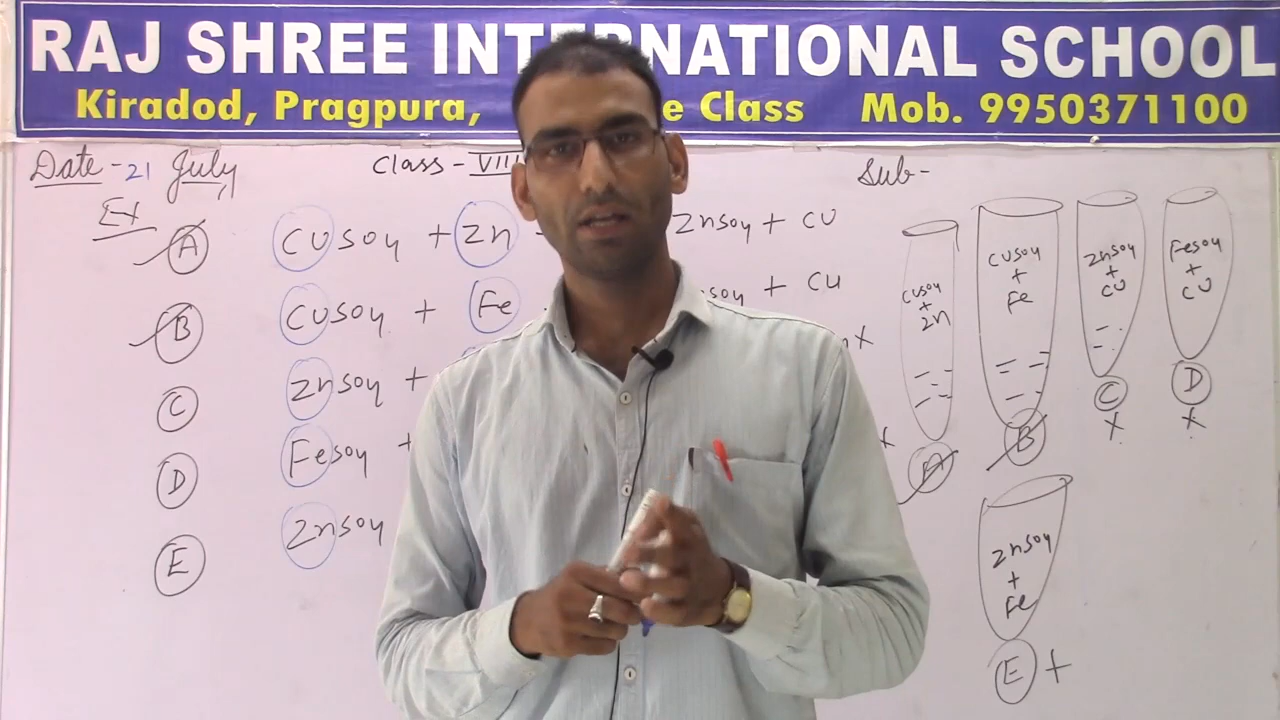 RAJ SHREE INTERNATIONAL SCHOOL
Kiradod, Pragpura, Class Mob. 9950371100
Date - 21 July Class - VIII Sub -
Ex
A CUSO4 + Zn ZnSO4 + CU
B CUSO4 + Fe SO4 + CU
C ZnSO4 + x
D FeSO4 + x
E ZnSO4
CUSO4 + Zn
A
CUSO4 + Fe
B
ZnSO4 + CU
C
x
FeSO4 + CU
D
x
ZnSO4 + Fe
E x